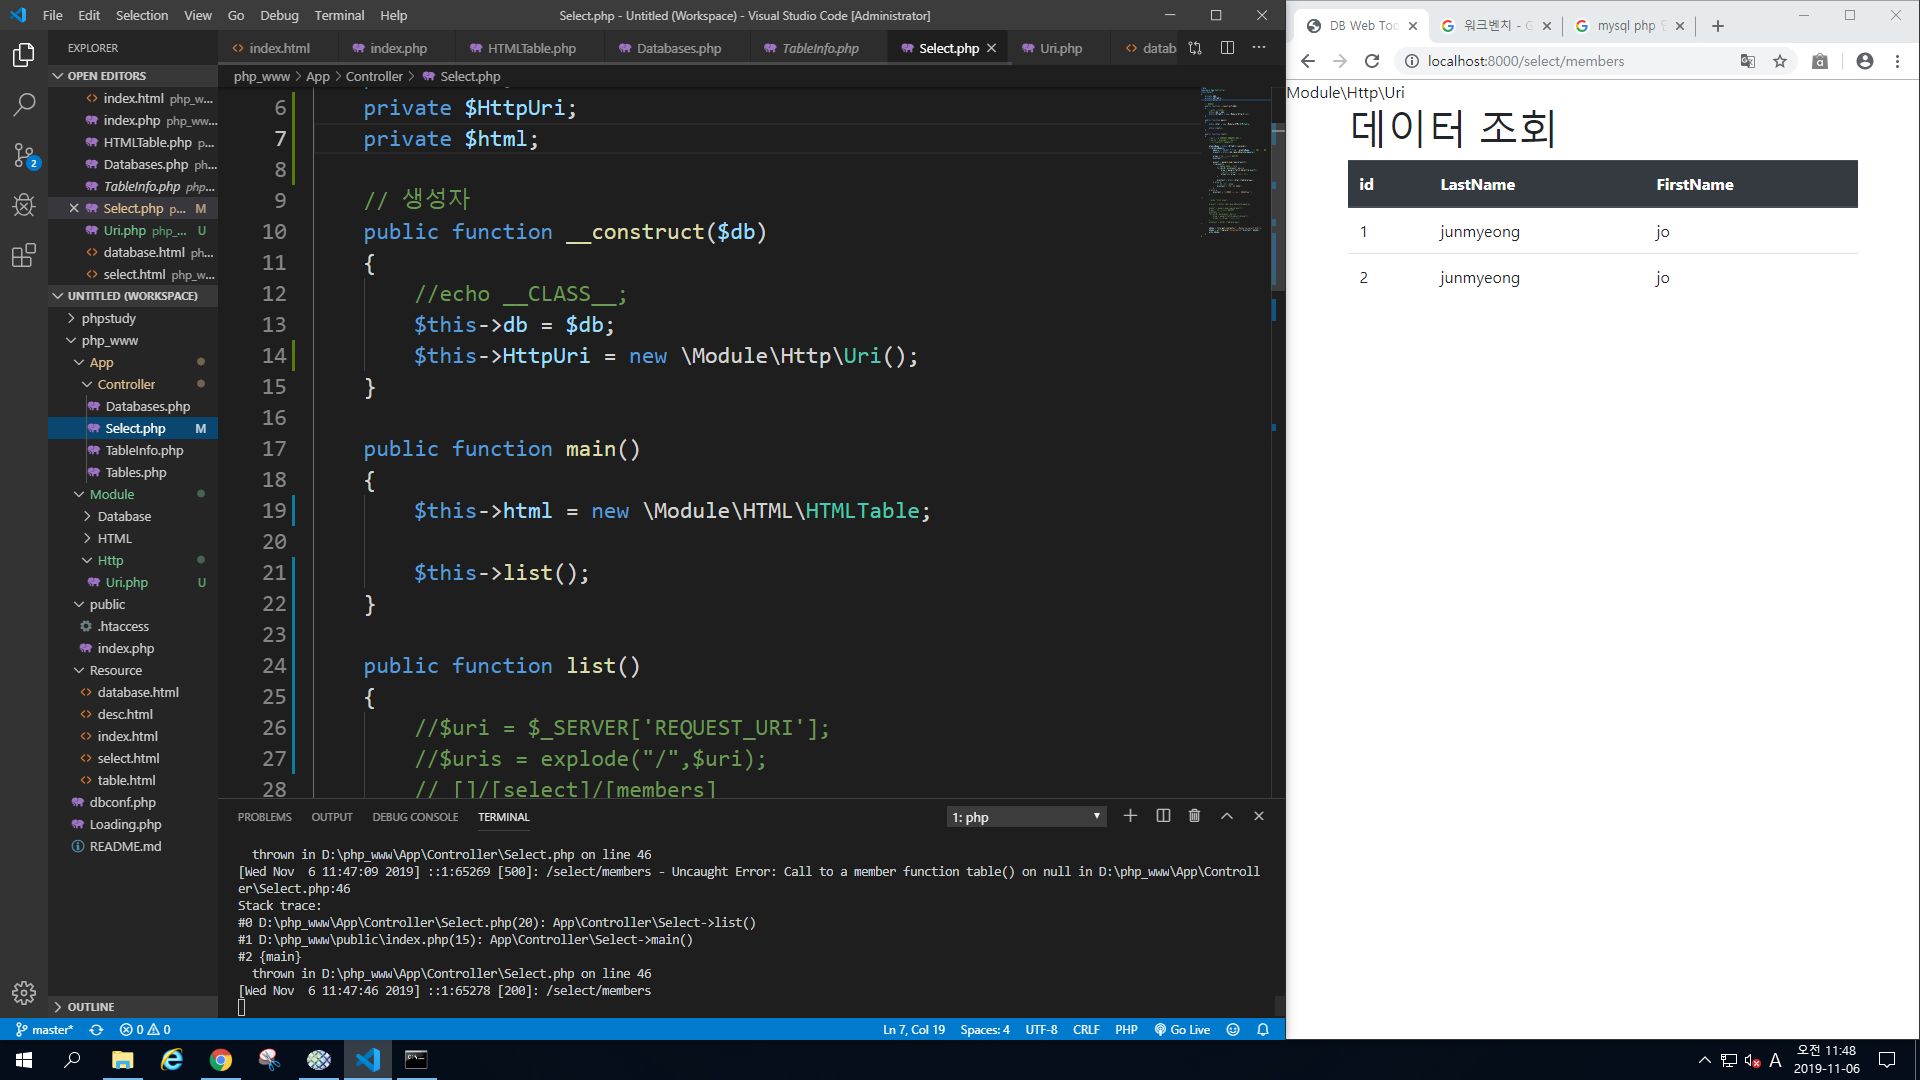 File Edit Selection View Go Debug Terminal Help
Select.php - Untitled (Workspace) - Visual Studio Code [Administrator]
EXPLORER
OPEN EDITORS
index.html php_w...
index.php php_ww...
HTMLTable.php p...
Databases.php ph...
TableInfo.php php...
Select.php p... M
Uri.php php_... U
database.html ph...
select.html php_w...
UNTITLED (WORKSPACE)
phpstudy
php_www
App
Controller
Databases.php
Select.php M
TableInfo.php
Tables.php
Module
Database
HTML
Http
Uri.php U
public
.htaccess
index.php
Resource
database.html
desc.html
index.html
select.html
table.html
dbconf.php
Loading.php
README.md
OUTLINE
index.html index.php HTMLTable.php Databases.php TableInfo.php Select.php Uri.php datab
php_www > App > Controller > Select.php
6 private $HttpUri;
7 private $html;
8
9 // 생성자
10 public function __construct($db)
11 {
12 //echo __CLASS__;
13 $this->db = $db;
14 $this->HttpUri = new \Module\Http\Uri();
15 }
16
17 public function main()
18 {
19 $this->html = new \Module\HTML\HTMLTable;
20
21 $this->list();
22 }
23
24 public function list()
25 {
26 //$uri = $_SERVER['REQUEST_URI'];
27 //$uris = explode("/",$uri);
28 // []/[select]/[members]
PROBLEMS OUTPUT DEBUG CONSOLE TERMINAL
1: php
thrown in D:\php_www\App\Controller\Select.php on line 46
[Wed Nov  6 11:47:09 2019] ::1:65269 [500]: /select/members - Uncaught Error: Call to a member function table() on null in D:\php_www\App\Controll
er\Select.php:46
Stack trace:
#0 D:\php_www\App\Controller\Select.php(20): App\Controller\Select->list()
#1 D:\php_www\public\index.php(15): App\Controller\Select->main()
#2 {main}
thrown in D:\php_www\App\Controller\Select.php on line 46
[Wed Nov  6 11:47:46 2019] ::1:65278 [200]: /select/members
master* 0 0
Ln 7, Col 19 Spaces: 4 UTF-8 CRLF PHP Go Live
DB Web Too 워크벤치 - G mysql php
localhost:8000/select/members
Module\Http\Uri
데이터 조회
id LastName FirstName
1 junmyeong jo
2 junmyeong jo
A
오전 11:48
2019-11-06
2